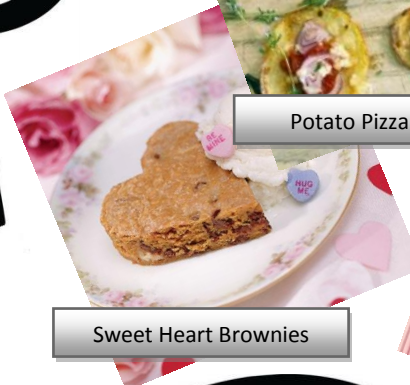 Potato Pizza
BE
MINE
HUG
ME
Sweet Heart Brownies